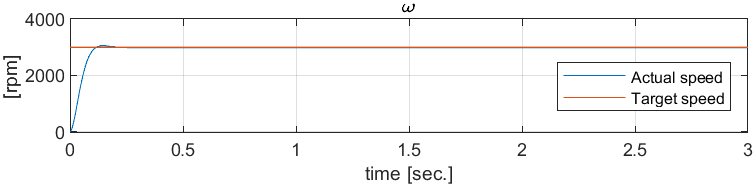 ω
4000
2000
0
[rpm]
Actual speed
Target speed
0 0.5 1 1.5 2 2.5 3
time [sec.]